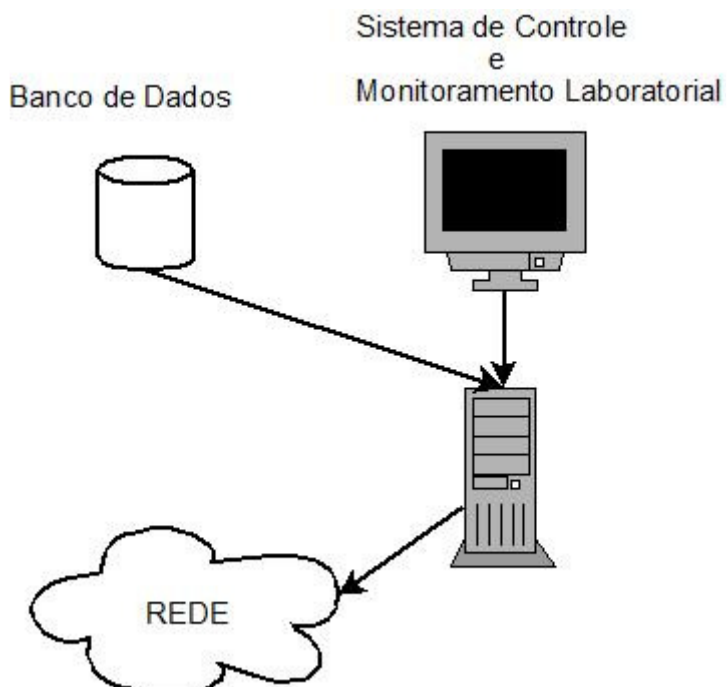 Sistema de Controle
e
Monitoramento Laboratorial
Banco de Dados
REDE